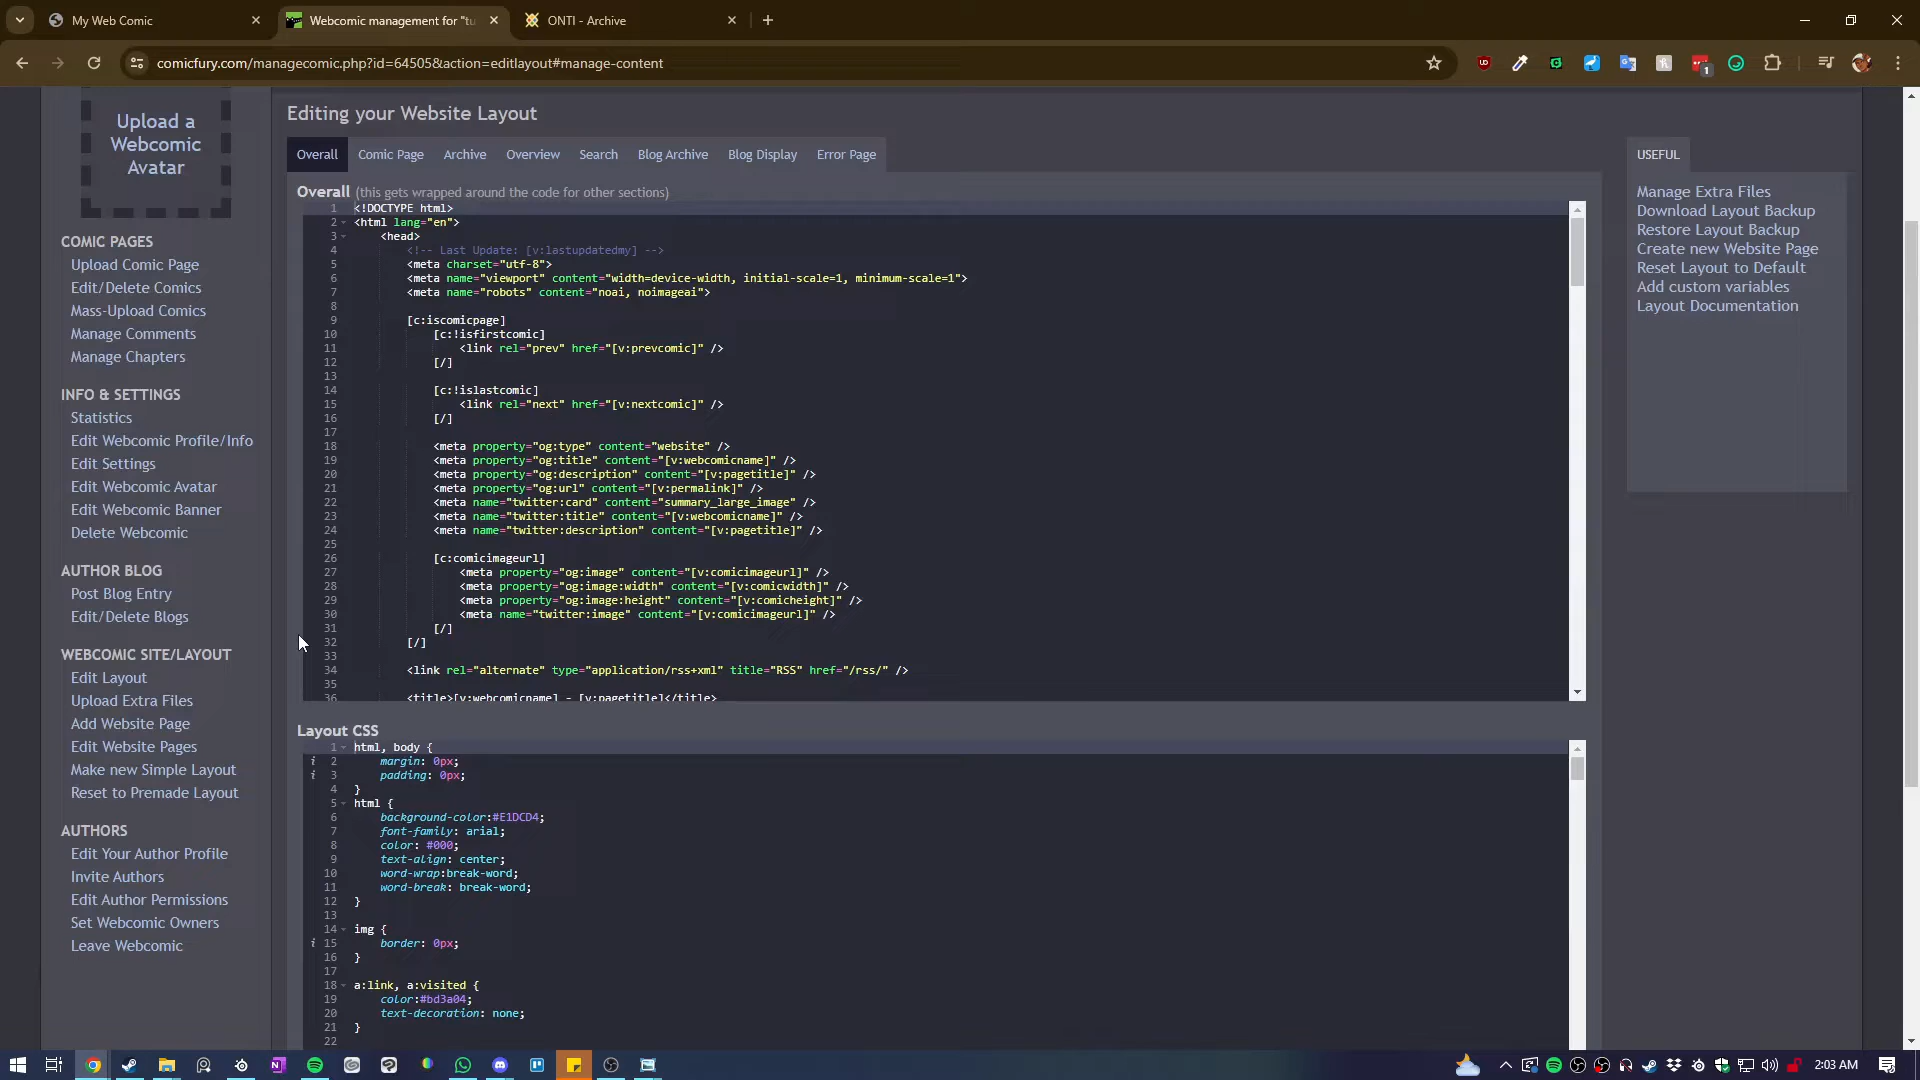 My Web Comic
Webcomic management for "tu
ONTI - Archive
comicfury.com/managecomic.php?id=64505&action=editlayout#manage-content
1
Upload a
Webcomic
Avatar
COMIC PAGES
Upload Comic Page
Edit/Delete Comics
Mass-Upload Comics
Manage Comments
Manage Chapters
INFO & SETTINGS
Statistics
Edit Webcomic Profile/Info
Edit Settings
Edit Webcomic Avatar
Edit Webcomic Banner
Delete Webcomic
AUTHOR BLOG
Post Blog Entry
Edit/Delete Blogs
WEBCOMIC SITE/LAYOUT
Edit Layout
Upload Extra Files
Add Website Page
Edit Website Pages
Make new Simple Layout
Reset to Premade Layout
AUTHORS
Edit Your Author Profile
Invite Authors
Edit Author Permissions
Set Webcomic Owners
Leave Webcomic
Editing your Website Layout
Overall Comic Page Archive Overview Search Blog Archive Blog Display Error Page
Overall (this gets wrapped around the code for other sections)
1 <!DOCTYPE html>
2 <html lang="en">
3 <head>
4 <!-- Last Update: [v:lastupdatedmy] -->
5 <meta charset="utf-8">
6 <meta name="viewport" content="width=device-width, initial-scale=1, minimum-scale=1">
7 <meta name="robots" content="noai, noimageai">
8
9 [c:iscomicpage]
10 [c:!isfirstcomic]
11 <link rel="prev" href="[v:prevcomic]" />
12 [/]
13
14 [c:!islastcomic]
15 <link rel="next" href="[v:nextcomic]" />
16 [/]
17
18 <meta property="og:type" content="website" />
19 <meta property="og:title" content="[v:webcomicname]" />
20 <meta property="og:description" content="[v:pagetitle]" />
21 <meta property="og:url" content="[v:permalink]" />
22 <meta name="twitter:card" content="summary_large_image" />
23 <meta name="twitter:title" content="[v:webcomicname]" />
24 <meta name="twitter:description" content="[v:pagetitle]" />
25
26 [c:comicimageurl]
27 <meta property="og:image" content="[v:comicimageurl]" />
28 <meta property="og:image:width" content="[v:comicwidth]" />
29 <meta property="og:image:height" content="[v:comicheight]" />
30 <meta name="twitter:image" content="[v:comicimageurl]" />
31 [/]
32 [/]
33
34 <link rel="alternate" type="application/rss+xml" title="RSS" href="/rss/" />
35
36 <title>[v:webcomicname] - [v:pagetitle]</title>
Layout CSS
1 html, body {
2 margin: 0px;
3 padding: 0px;
4 }
5 html {
6 background-color:#E1DCD4;
7 font-family: arial;
8 color: #000;
9 text-align: center;
10 word-wrap:break-word;
11 word-break: break-word;
12 }
13
14 img {
15 border: 0px;
16 }
17
18 a:link, a:visited {
19 color:#bd3a04;
20 text-decoration: none;
21 }
22
USEFUL
Manage Extra Files
Download Layout Backup
Restore Layout Backup
Create new Website Page
Reset Layout to Default
Add custom variables
Layout Documentation
2:03 AM